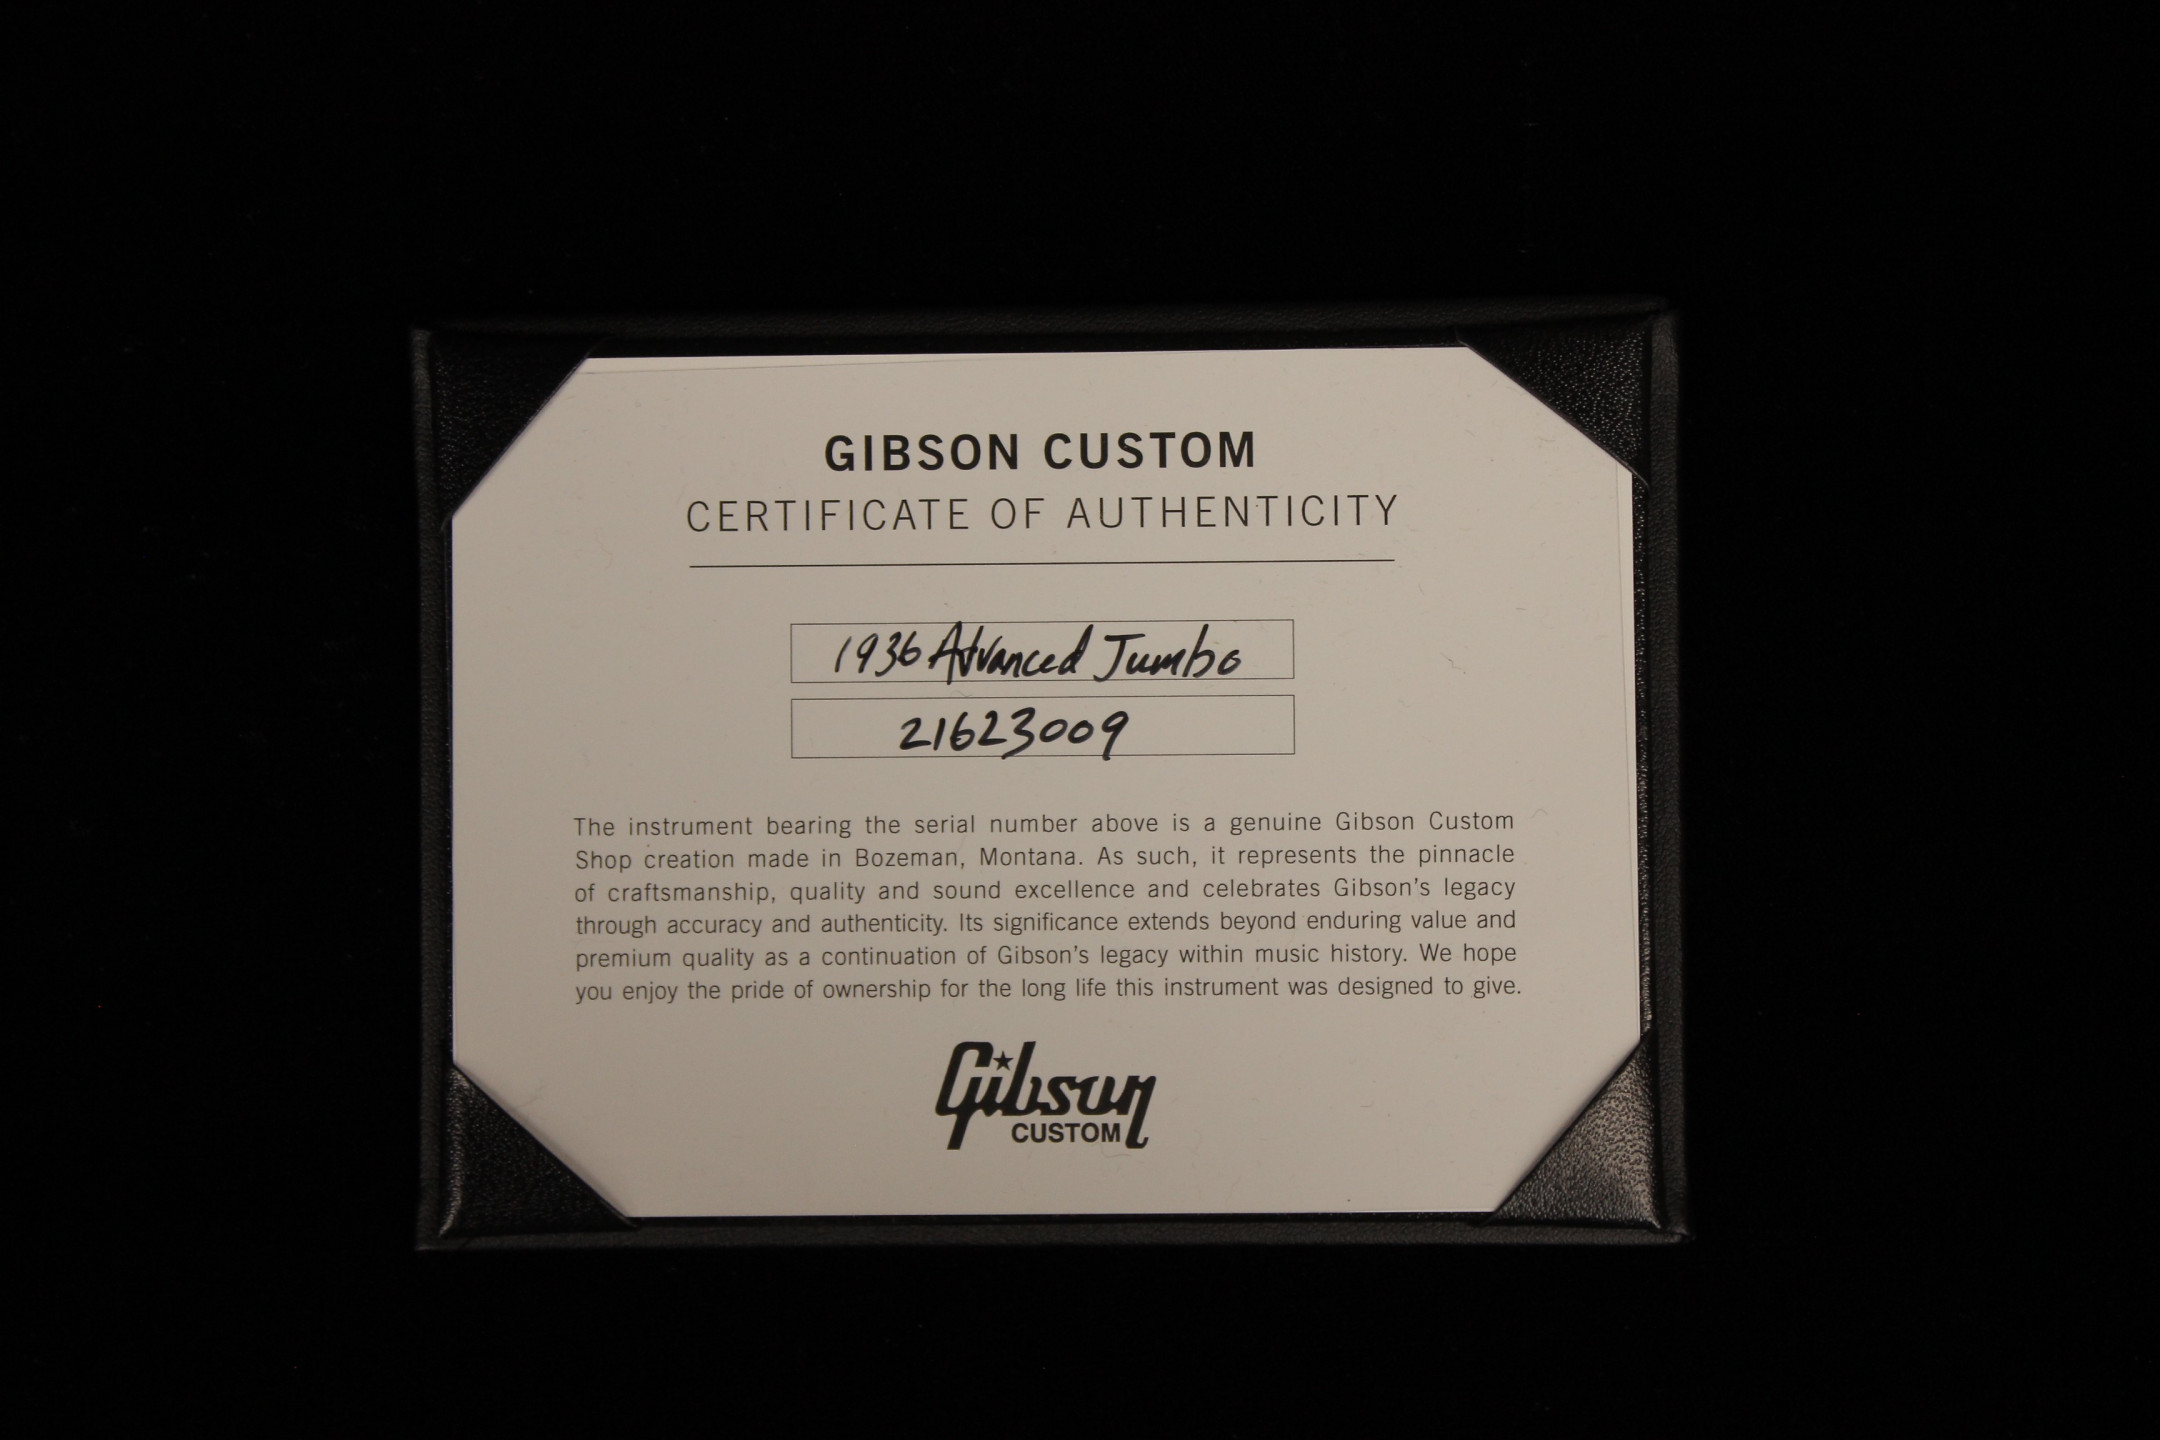 GIBSON CUSTOM
CERTIFICATE OF AUTHENTICITY
1936 Advanced Jumbo
21623009
The instrument bearing the serial number above is a genuine Gibson Custom
Shop creation made in Bozeman, Montana. As such, it represents the pinnacle
of craftsmanship, quality and sound excellence and celebrates Gibson's legacy
through accuracy and authenticity. Its significance extends beyond enduring value and
premium quality as a continuation of Gibson's legacy within music history. We hope
you enjoy the pride of ownership for the long life this instrument was designed to give.
Gibson
CUSTOM